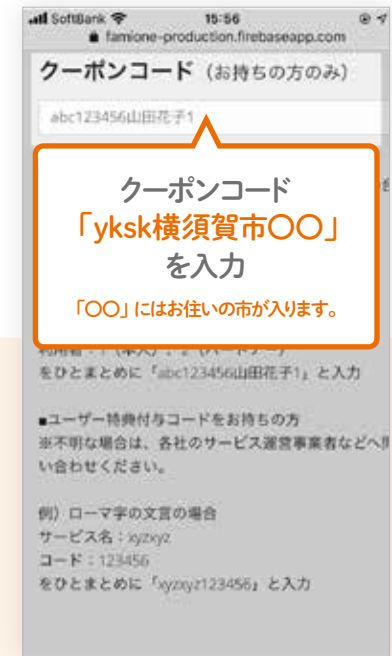 SoftBank 15:56
famione-production.firebaseapp.com
クーポンコード（お持ちの方のみ）
abc123456山田花子1
クーポンコード
「yksk横須賀市〇〇」
を入力
「〇〇」にはお住いの市が入ります。
をひとまとめに「abc123456山田花子1」と入力
■ユーザー特典付与コードをお持ちの方
※不明な場合は、各社のサービス運営事業者などへ
い合わせください。
例）ローマ字の文言の場合
サービス名：xyzxyz
コード：123456
をひとまとめに「xyzxyz123456」と入力